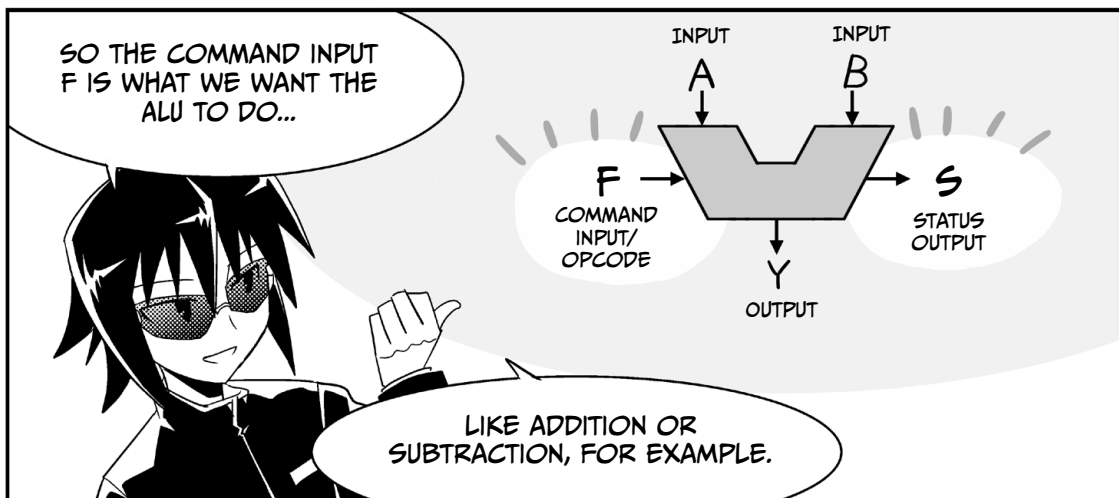 SO THE COMMAND INPUT
F IS WHAT WE WANT THE
ALU TO DO...
INPUT
A
INPUT
B
F
COMMAND
INPUT/
OPCODE
S
STATUS
OUTPUT
Y
OUTPUT
LIKE ADDITION OR
SUBTRACTION, FOR EXAMPLE.